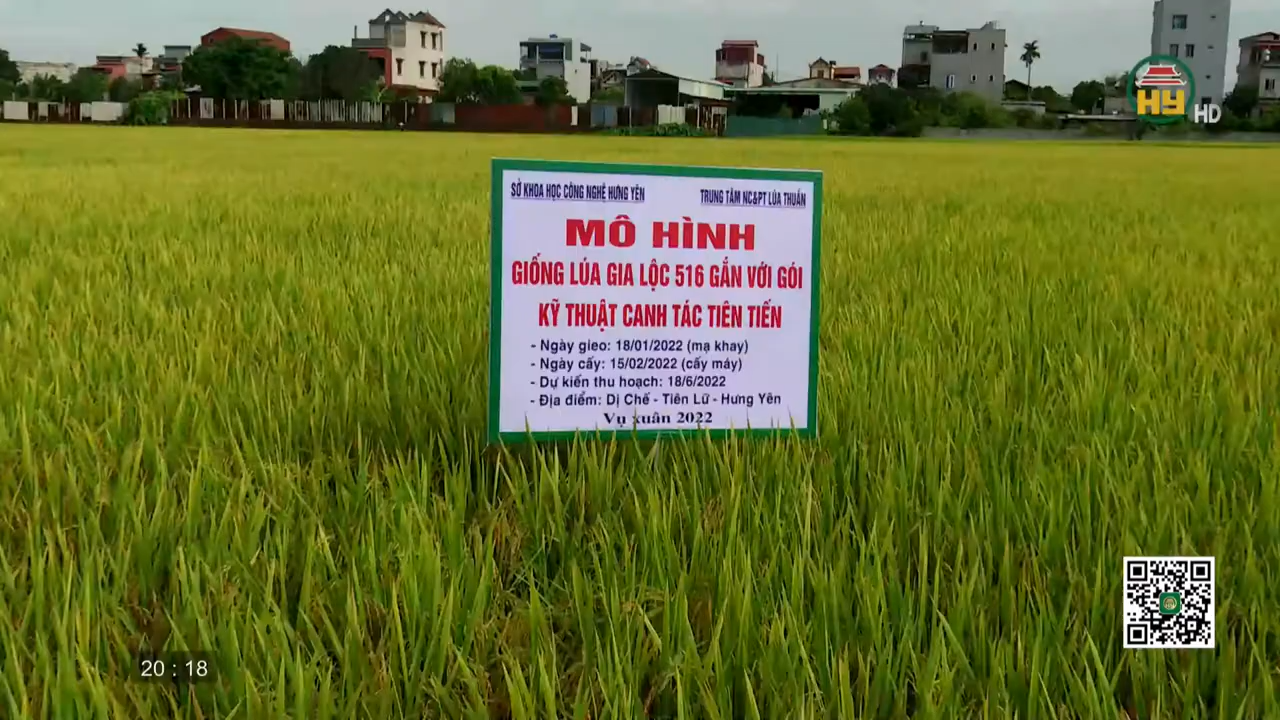 HY HD
SỞ KHOA HỌC CÔNG NGHỆ HƯNG YÊN
TRUNG TÂM NC&PT LÚA THUẦN
MÔ HÌNH
GIỐNG LÚA GIA LỘC 516 GẮN VỚI GÓI
KỸ THUẬT CANH TÁC TIÊN TIẾN
- Ngày gieo: 18/01/2022 (mạ khay)
- Ngày cấy: 15/02/2022 (cấy máy)
- Dự kiến thu hoạch: 18/6/2022
- Địa điểm: Dị Chế - Tiên Lữ - Hưng Yên
Vụ xuân 2022
20 : 18